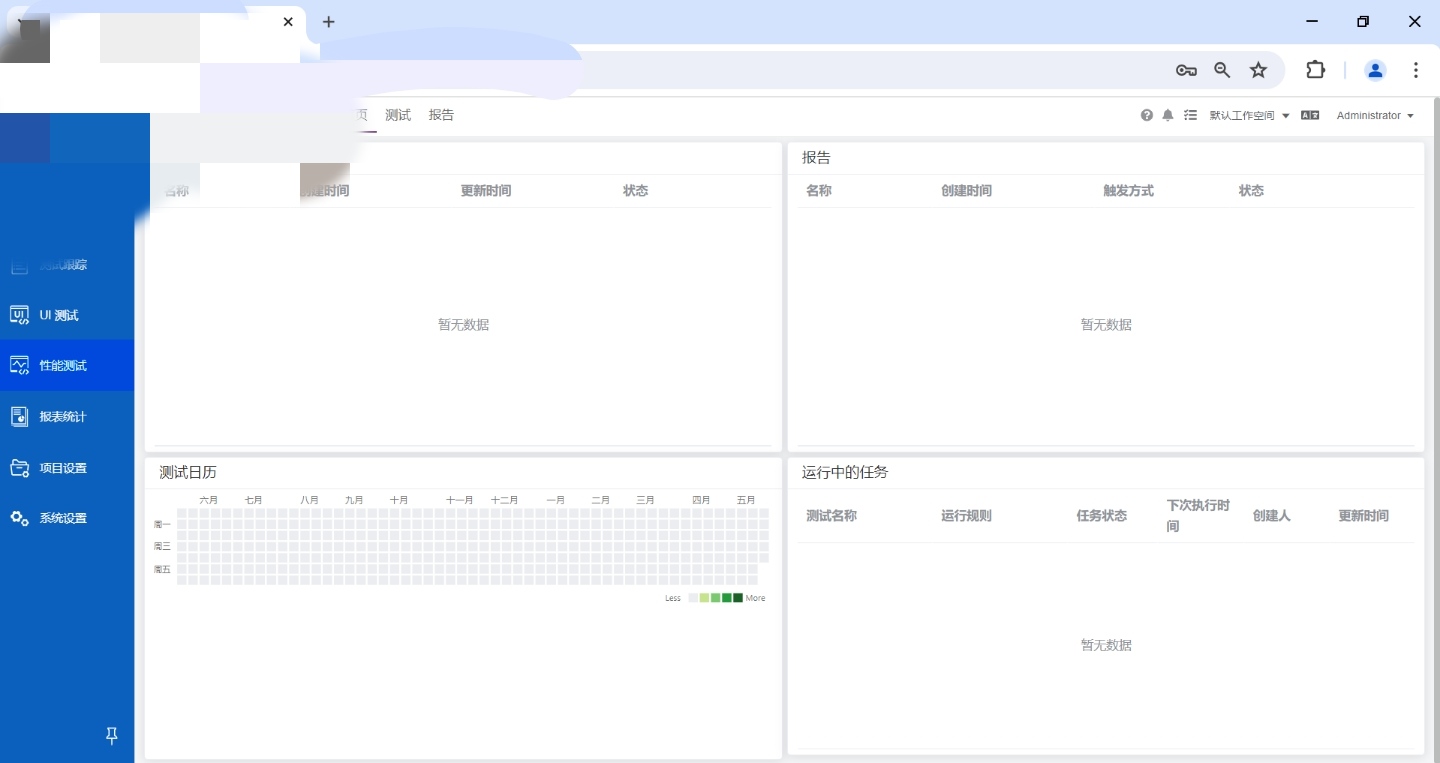 页 测试 报告 默认工作空间 Administrator
报告
名称 创建时间 更新时间 状态
名称 创建时间 触发方式 状态
测试跟踪
UI 测试
性能测试
报表统计
项目设置
系统设置
暂无数据
暂无数据
测试日历
六月 七月 八月 九月 十月 十一月 十二月 一月 二月 三月 四月 五月
周一
周三
周五
Less More
运行中的任务
测试名称 运行规则 任务状态 下次执行时 创建人 更新时间
间
暂无数据